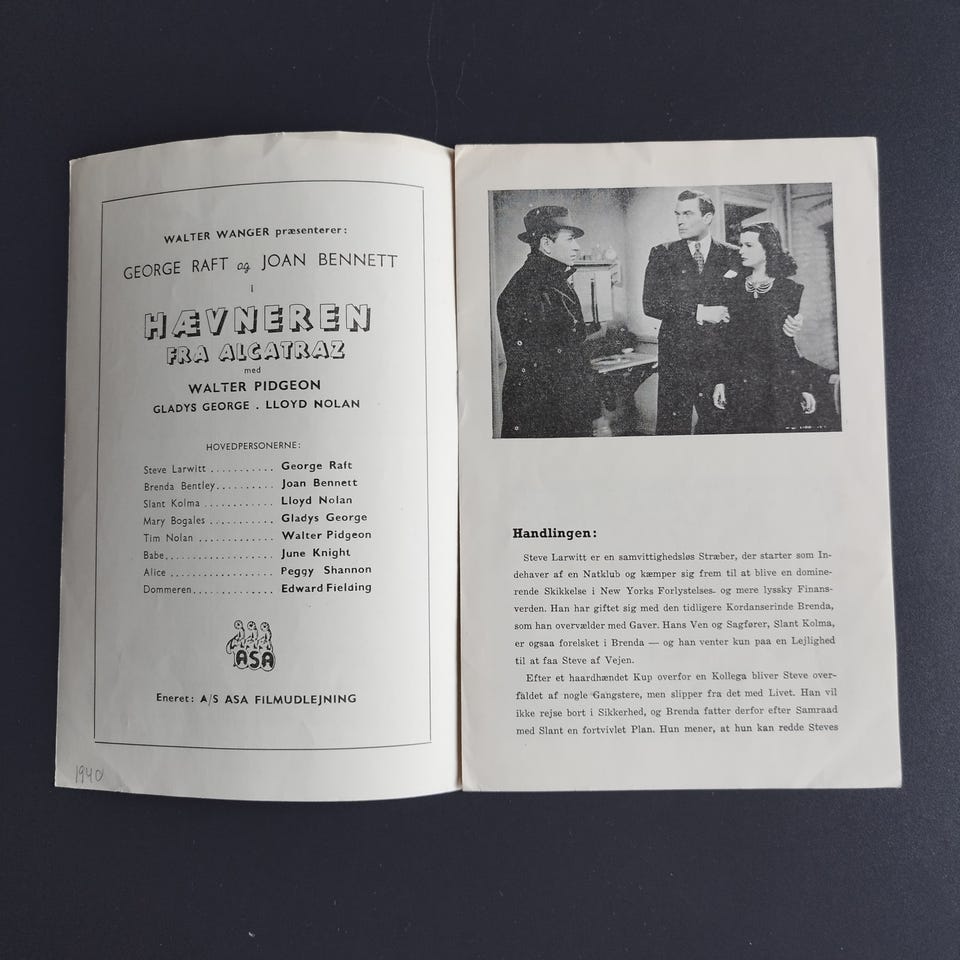 WALTER WANGER præsenterer:
GEORGE RAFT og JOAN BENNETT
i
HÆVNEREN
FRA ALCATRAZ
med
WALTER PIDGEON
GLADYS GEORGE . LLOYD NOLAN
HOVEDPERSONERNE:
Steve Larwitt ........... George Raft
Brenda Bentley.......... Joan Bennett
Slant Kolma ............ Lloyd Nolan
Mary Bogales ........... Gladys George
Tim Nolan ............. Walter Pidgeon
Babe.................. June Knight
Alice .................. Peggy Shannon
Dommeren.............. Edward Fielding
ASA
Eneret: A/S ASA FILMUDLEJNING
1940
Handlingen:
Steve Larwitt er en samvittighedsløs Stræber, der starter som In-
dehaver af en Natklub og kæmper sig frem til at blive en domine-
rende Skikkelse i New Yorks Forlystelses- og mere lyssky Finans-
verden. Han har giftet sig med den tidligere Kordanserinde Brenda,
som han overvælder med Gaver. Hans Ven og Sagfører, Slant Kolma,
er ogsaa forelsket i Brenda — og han venter kun paa en Lejlighed
til at faa Steve af Vejen.
Efter et haardhændet Kup overfor en Kollega bliver Steve over-
faldet af nogle Gangstere, men slipper fra det med Livet. Han vil
ikke rejse bort i Sikkerhed, og Brenda fatter derfor efter Samraad
med Slant en fortvivlet Plan. Hun mener, at hun kan redde Steves